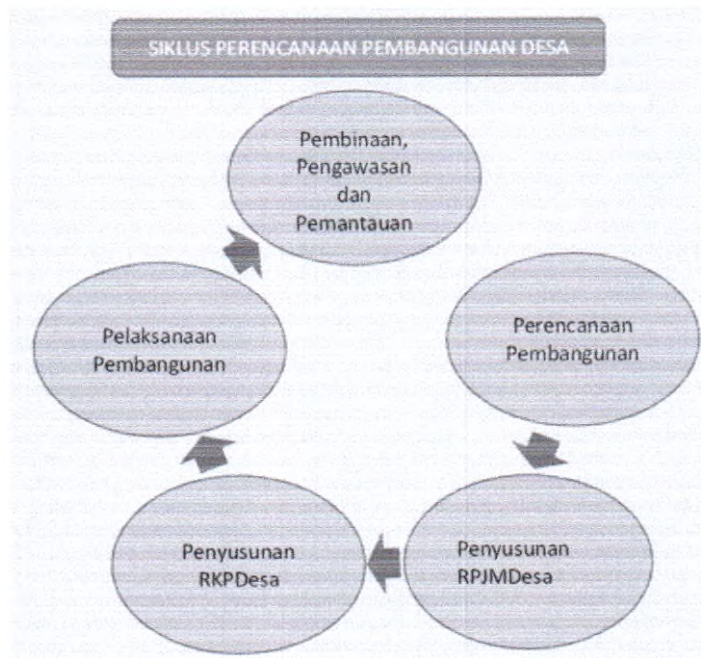 SIKLUS PERENCANAAN PEMBANGUNAN DESA
Pembinaan,
Pengawasan
dan
Pemantauan
Perencanaan
Pembangunan
Penyusunan
RPJMDesa
Penyusunan
RKPDesa
Pelaksanaan
Pembangunan